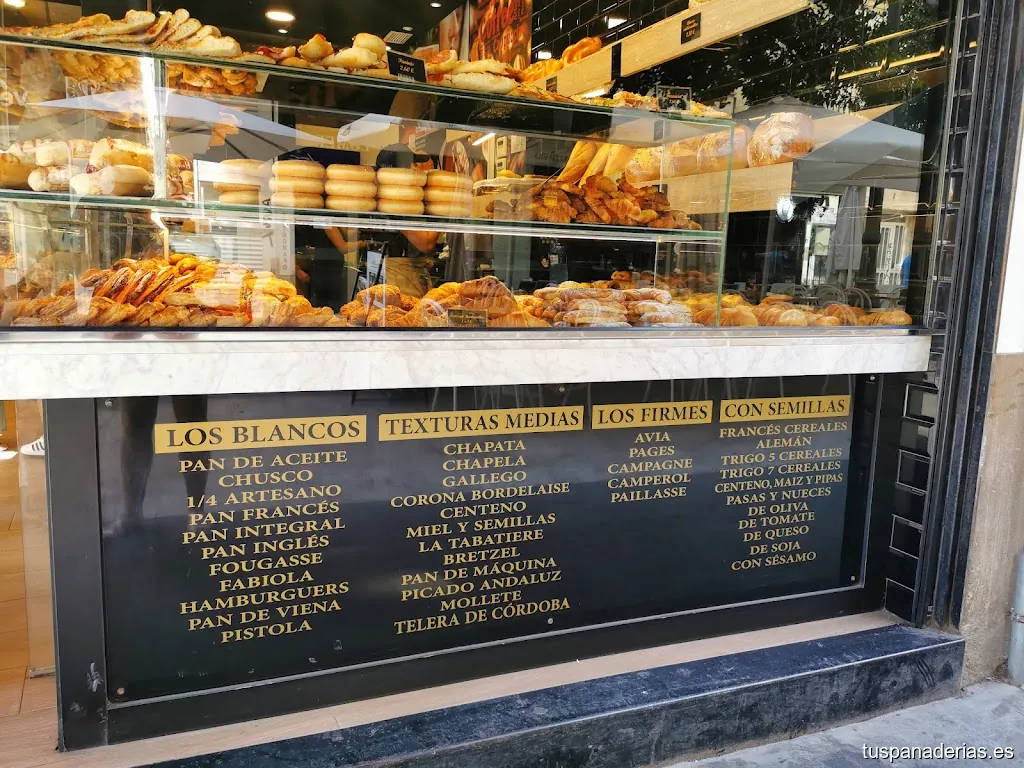 LOS BLANCOS
PAN DE ACEITE
CHUSCO
1/4 ARTESANO
PAN FRANCÉS
PAN INTEGRAL
PAN INGLÉS
FOUGASSE
FABIOLA
HAMBURGUERS
PAN DE VIENA
PISTOLA
TEXTURAS MEDIAS
CHAPATA
CHAPELA
GALLEGO
CORONA BORDELAISE
CENTENO
MIEL Y SEMILLAS
LA TABATIERE
BRETZEL
PAN DE MÁQUINA
PICADO ANDALUZ
MOLLETE
TELERA DE CÓRDOBA
LOS FIRMES
AVIA
PAGES
CAMPAGNE
CAMPEROL
PAILLASSE
CON SEMILLAS
FRANCÉS CEREALES
ALEMÁN
TRIGO 5 CEREALES
TRIGO 7 CEREALES
CENTENO, MAIZ Y PIPAS
PASAS Y NUECES
DE OLIVA
DE TOMATE
DE QUESO
DE SOJA
CON SÉSAMO
tuspanaderias.es